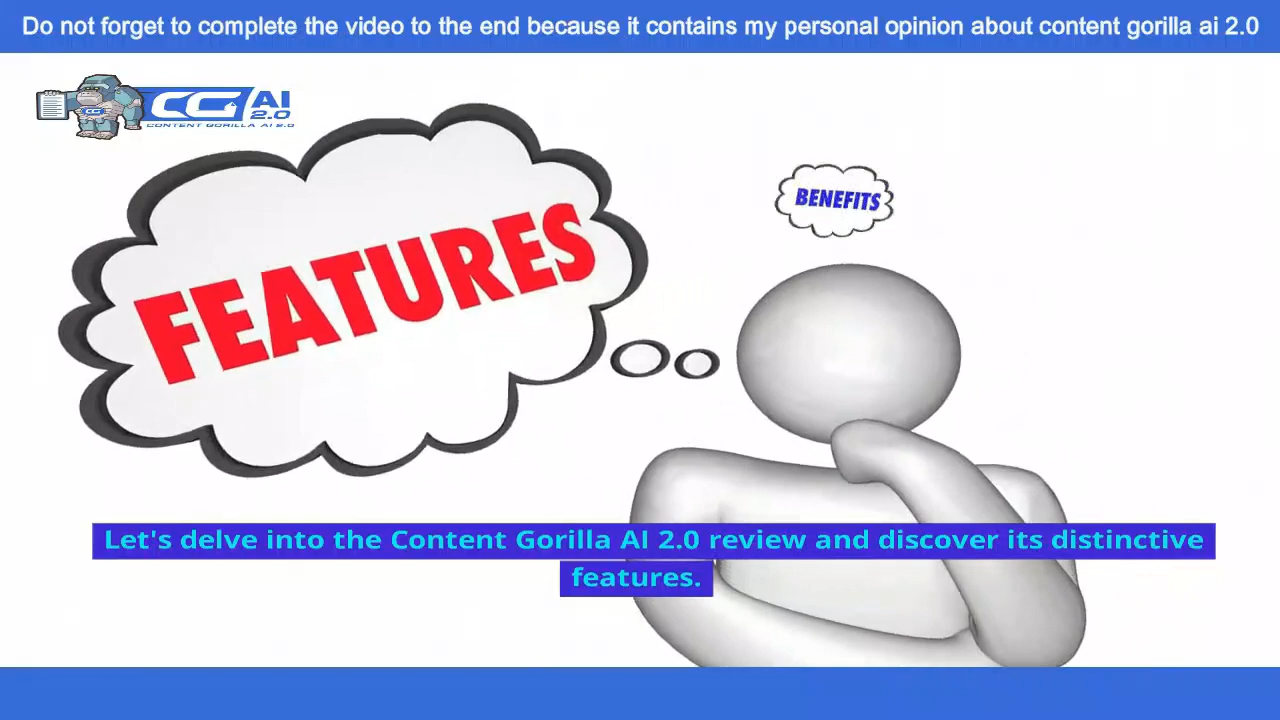 Do not forget to complete the video to the end because it contains my personal opinion about content gorilla ai 2.0
CG AI
2.0
CONTENT GORILLA AI 2.0
BENEFITS
FEATURES
Let's delve into the Content Gorilla AI 2.0 review and discover its distinctive
features.